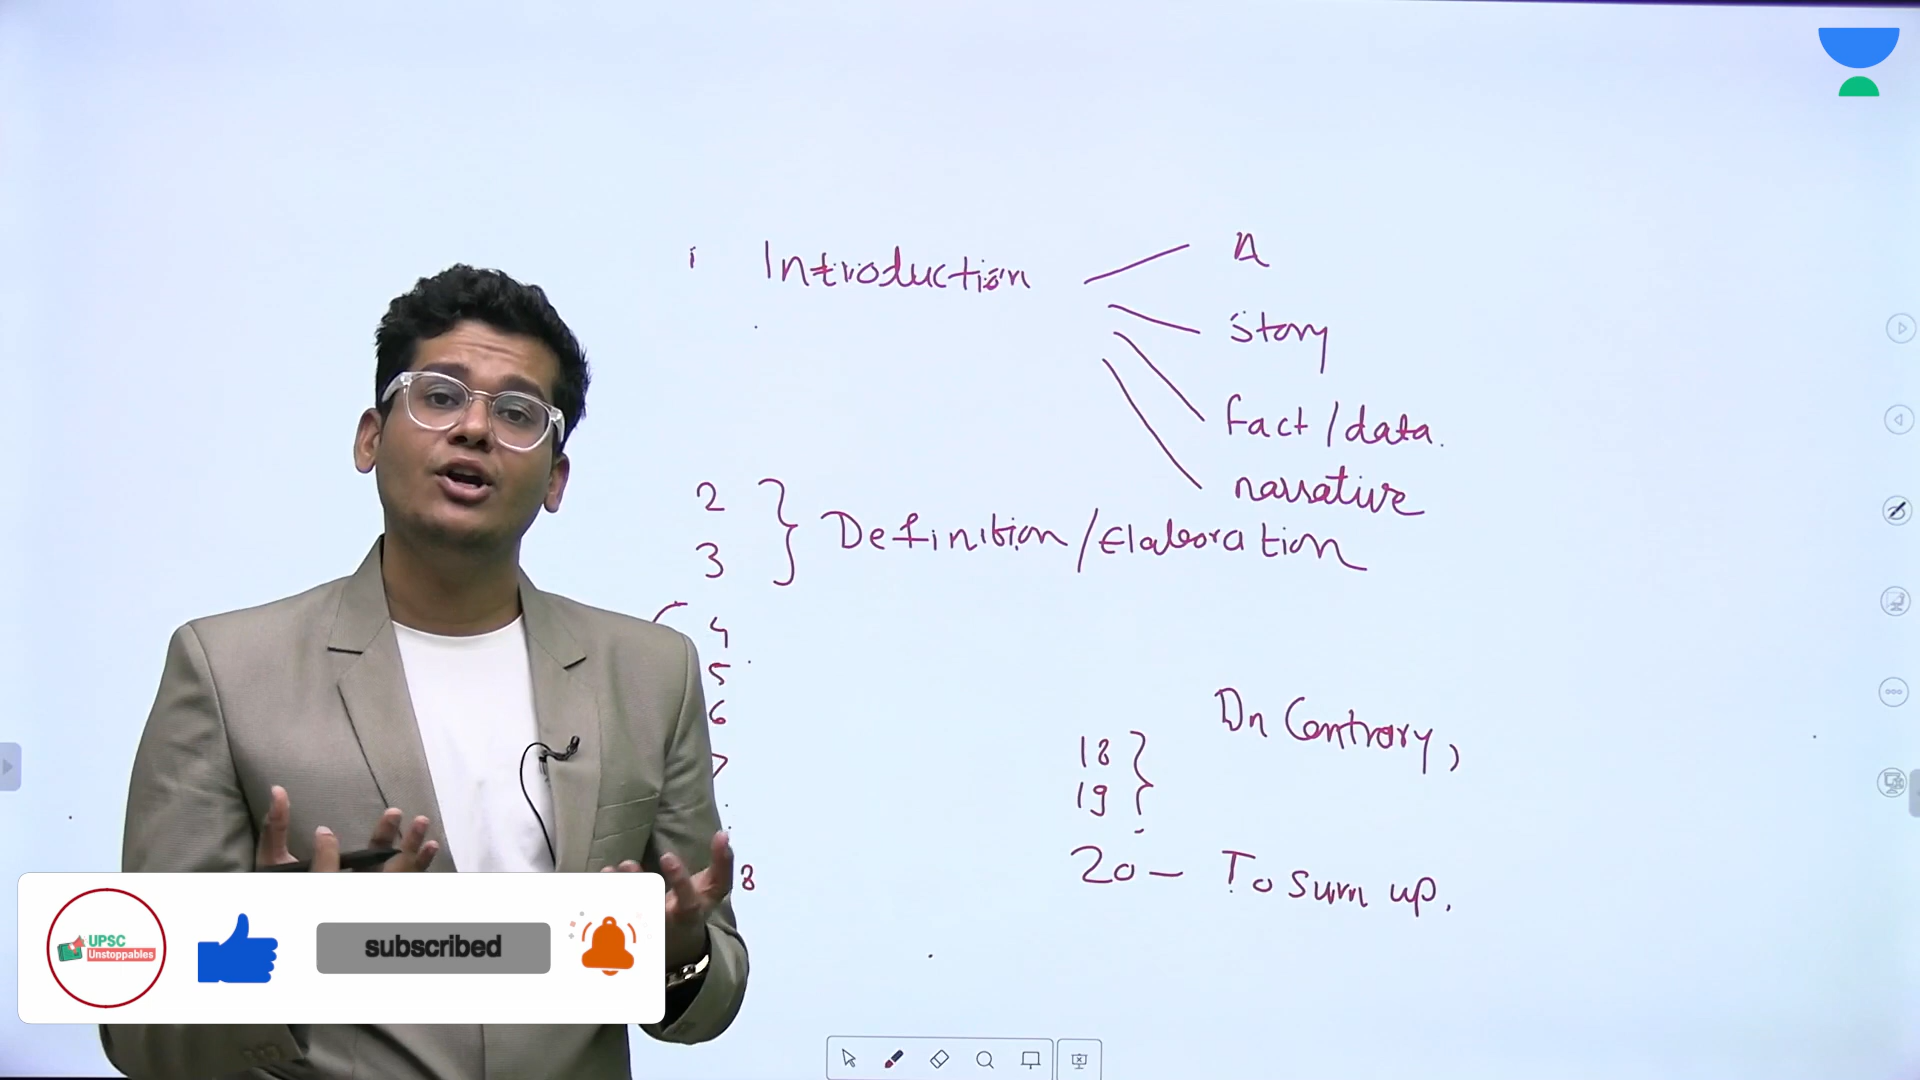 1 Introduction
Story
fact / data.
narrative
2
3
Definition / Elaboration
4
5
6
7
8
On Contrary,
18
19
20 - To sum up.
UPSC
Unstoppables
subscribed